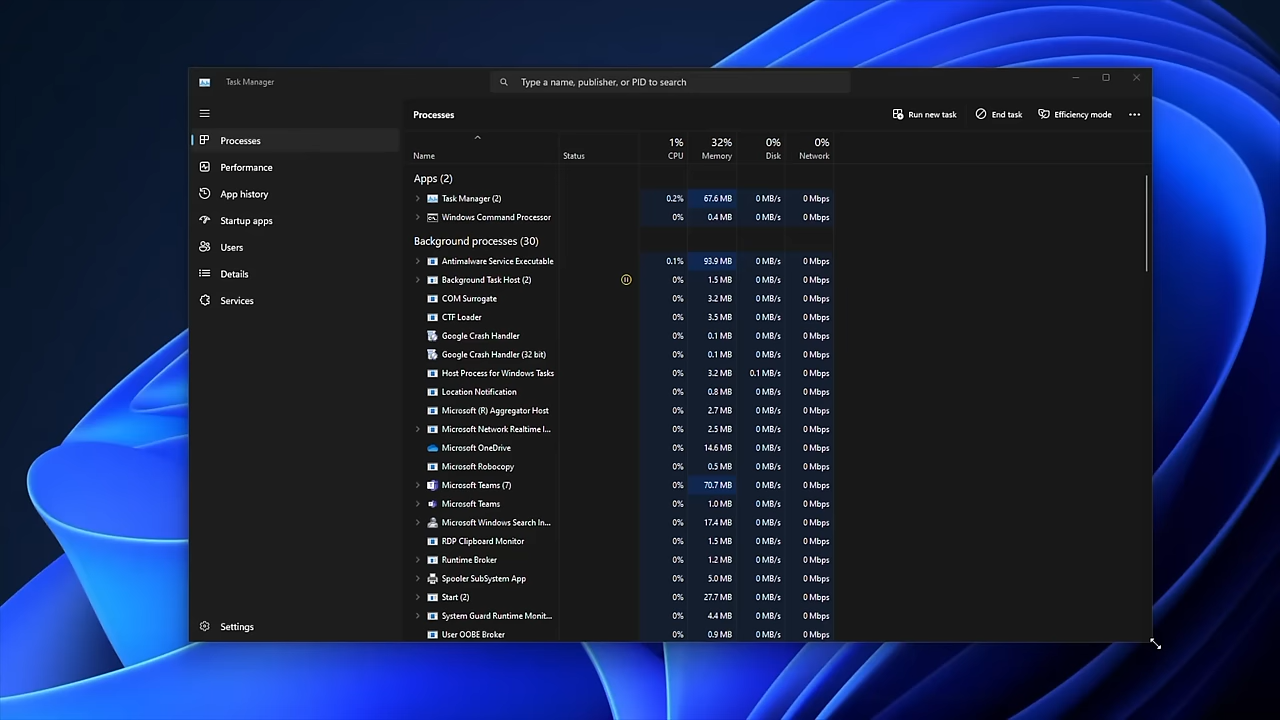 Task Manager
Type a name, publisher, or PID to search
Processes
Performance
App history
Startup apps
Users
Details
Services
Settings
Processes
Run new task
End task
Efficiency mode
1% 32% 0% 0%
Name Status CPU Memory Disk Network
Apps (2)
Task Manager (2) 0.2% 67.6 MB 0 MB/s 0 Mbps
Windows Command Processor 0% 0.4 MB 0 MB/s 0 Mbps
Background processes (30)
Antimalware Service Executable 0.1% 93.9 MB 0 MB/s 0 Mbps
Background Task Host (2) 0% 1.5 MB 0 MB/s 0 Mbps
COM Surrogate 0% 3.2 MB 0 MB/s 0 Mbps
CTF Loader 0% 3.5 MB 0 MB/s 0 Mbps
Google Crash Handler 0% 0.1 MB 0 MB/s 0 Mbps
Google Crash Handler (32 bit) 0% 0.1 MB 0 MB/s 0 Mbps
Host Process for Windows Tasks 0% 3.2 MB 0.1 MB/s 0 Mbps
Location Notification 0% 0.8 MB 0 MB/s 0 Mbps
Microsoft (R) Aggregator Host 0% 2.7 MB 0 MB/s 0 Mbps
Microsoft Network Realtime I... 0% 2.5 MB 0 MB/s 0 Mbps
Microsoft OneDrive 0% 14.6 MB 0 MB/s 0 Mbps
Microsoft Robocopy 0% 0.5 MB 0 MB/s 0 Mbps
Microsoft Teams (7) 0% 70.7 MB 0 MB/s 0 Mbps
Microsoft Teams 0% 1.0 MB 0 MB/s 0 Mbps
Microsoft Windows Search In... 0% 17.4 MB 0 MB/s 0 Mbps
RDP Clipboard Monitor 0% 1.5 MB 0 MB/s 0 Mbps
Runtime Broker 0% 1.2 MB 0 MB/s 0 Mbps
Spooler SubSystem App 0% 5.0 MB 0 MB/s 0 Mbps
Start (2) 0% 27.7 MB 0 MB/s 0 Mbps
System Guard Runtime Monit... 0% 4.4 MB 0 MB/s 0 Mbps
User OOBE Broker 0% 0.9 MB 0 MB/s 0 Mbps